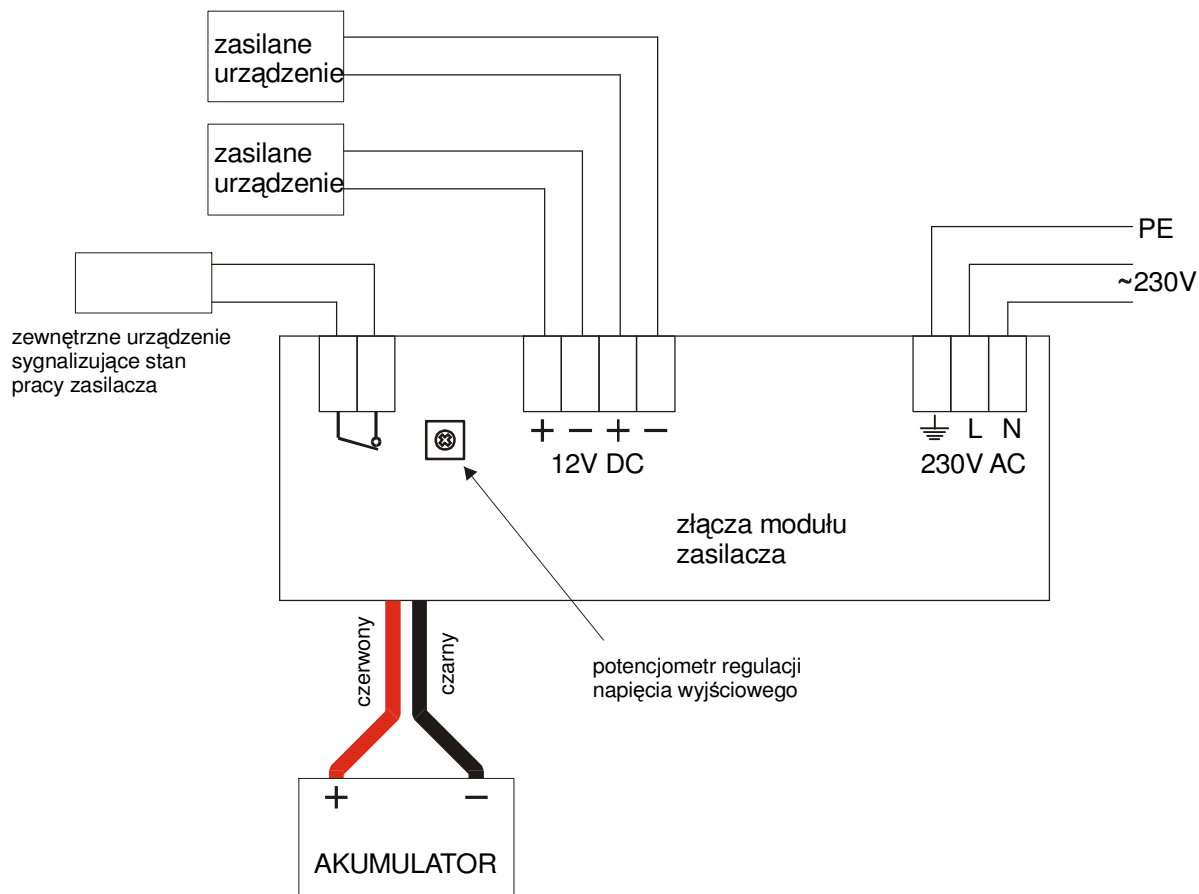 zasilane
urządzenie
zasilane
urządzenie
PE
~230V
zewnętrzne urządzenie
sygnalizujące stan
pracy zasilacza
+ − + −
12V DC
L N
230V AC
złącza modułu
zasilacza
czerwony
czarny
potencjometr regulacji
napięcia wyjściowego
+ −
AKUMULATOR